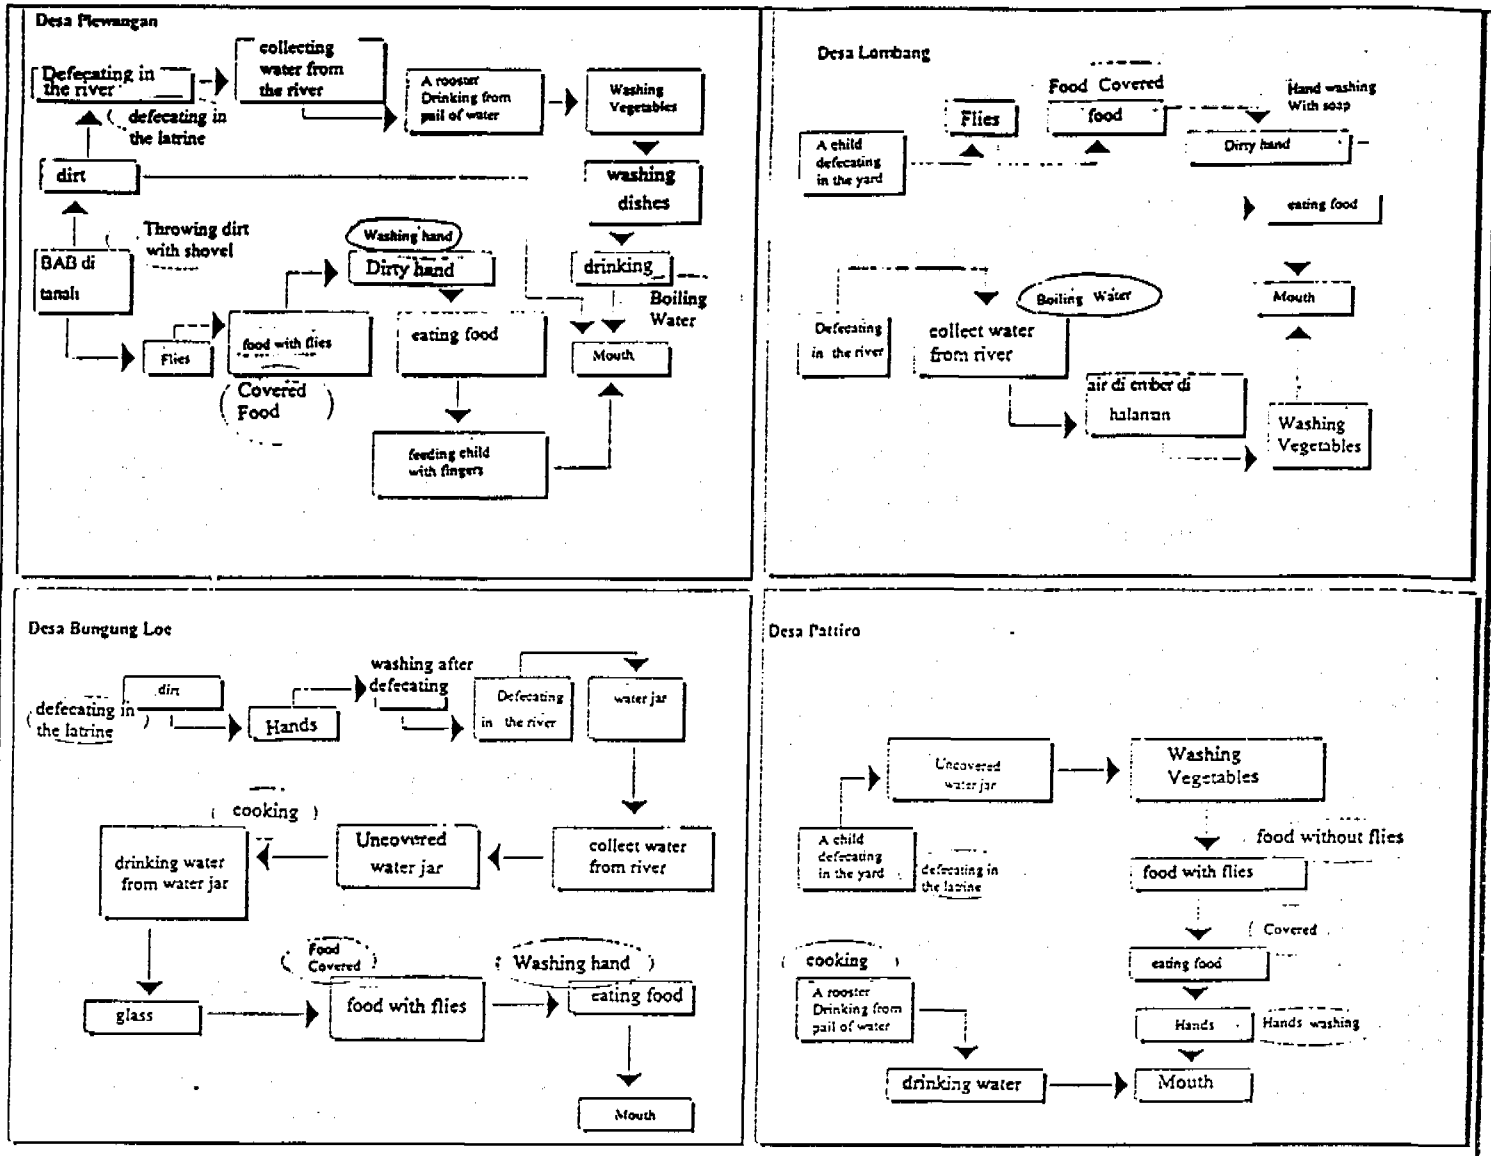 Desa Plewangan
Defecating in
the river
collecting
water from
the river
A rooster
Drinking from
pail of water
Washing
Vegetables
defecating in
the latrine
dirt
washing
dishes
Throwing dirt
with shovel
BAB di
tanah
Washing hand
Dirty hand
drinking
Boiling
Water
Flies
food with flies
eating food
Mouth
Covered
Food
feeding child
with fingers
Desa Lombang
Food Covered
Flies
food
Hand washing
With soap
A child
defecating
in the yard
Dirty hand
eating food
Boiling Water
Mouth
Defecating
in the river
collect water
from river
air di ember di
halaman
Washing
Vegetables
Desa Bungung Loe
dirt
defecating in
the latrine
Hands
washing after
defecating
Defecating
in the river
water jar
cooking
drinking water
from water jar
Uncovered
water jar
collect water
from river
glass
Food
Covered
food with flies
Washing hand
eating food
Mouth
Desa Pattiro
Uncovered
water jar
Washing
Vegetables
A child
defecating
in the yard
defecating in
the latrine
food without flies
food with flies
Covered
cooking
eating food
A rooster
Drinking from
pail of water
Hands
Hands washing
drinking water
Mouth